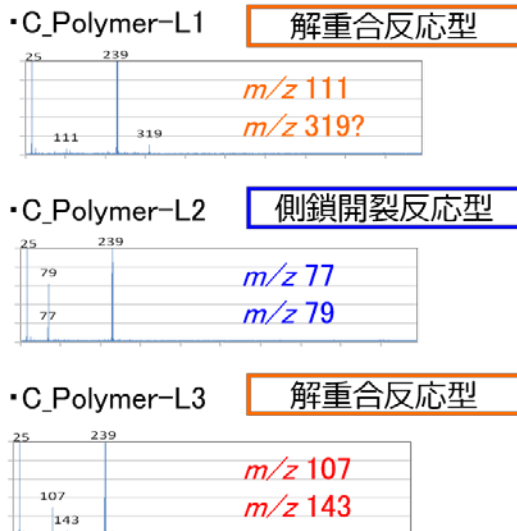 ・C_Polymer-L1
解重合反応型
25
239
111
319
m/z 111
m/z 319?
・C_Polymer-L2
側鎖開裂反応型
25
239
79
77
m/z 77
m/z 79
・C_Polymer-L3
解重合反応型
25
239
107
143
m/z 107
m/z 143